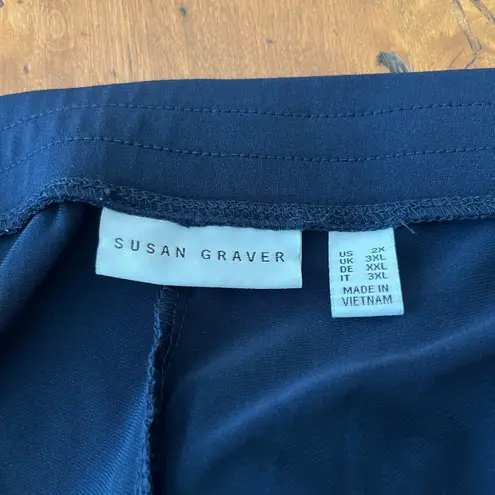 SUSAN GRAVER
US 2X
UK 3XL
DE XXL
IT 3XL
MADE IN
VIETNAM